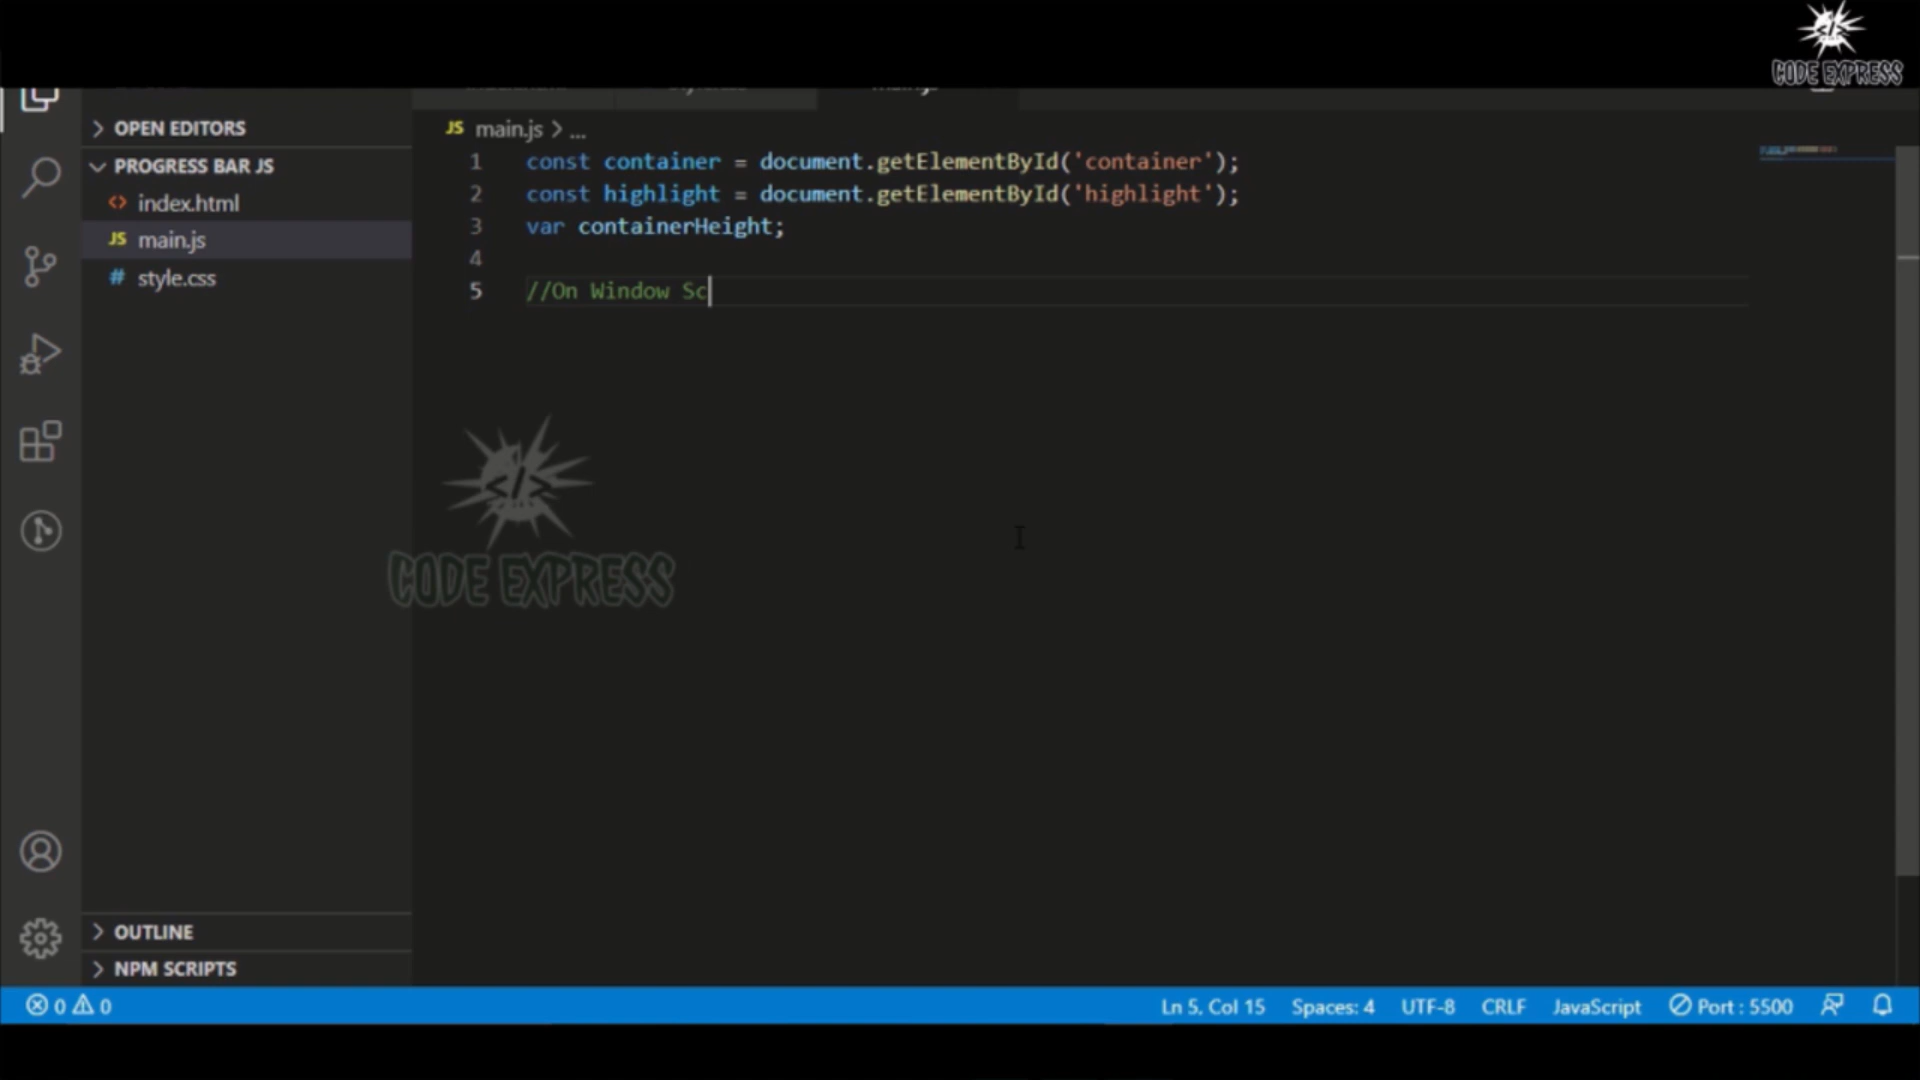 </>
CODE EXPRESS
OPEN EDITORS
PROGRESS BAR JS
<> index.html
JS main.js
# style.css
JS main.js > ...
1 const container = document.getElementById('container');
2 const highlight = document.getElementById('highlight');
3 var containerHeight;
4
5 //On Window Sc
</>
CODE EXPRESS
OUTLINE
NPM SCRIPTS
0 0
Ln 5, Col 15 Spaces: 4 UTF-8 CRLF JavaScript Port : 5500